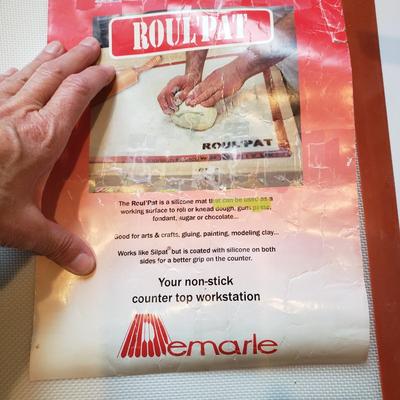 ROUL'PAT
ROUL'PAT
The Roul'Pat is a silicone mat that can be used as a
working surface to roll or knead dough, gum paste,
fondant, sugar or chocolate...
Good for arts & crafts, gluing, painting, modeling clay...
Works like Silpat® but is coated with silicone on both
sides for a better grip on the counter.
Your non-stick
counter top workstation
Demarle